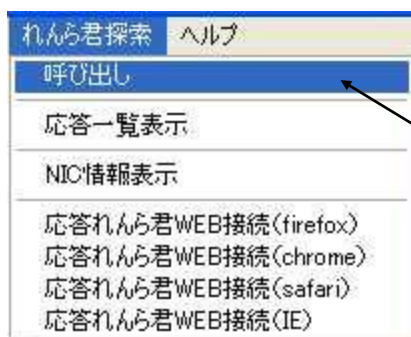 れんら君探索 ヘルプ
呼び出し
応答一覧表示
NIC情報表示
応答れんら君WEB接続(firefox)
応答れんら君WEB接続(chrome)
応答れんら君WEB接続(safari)
応答れんら君WEB接続(IE)